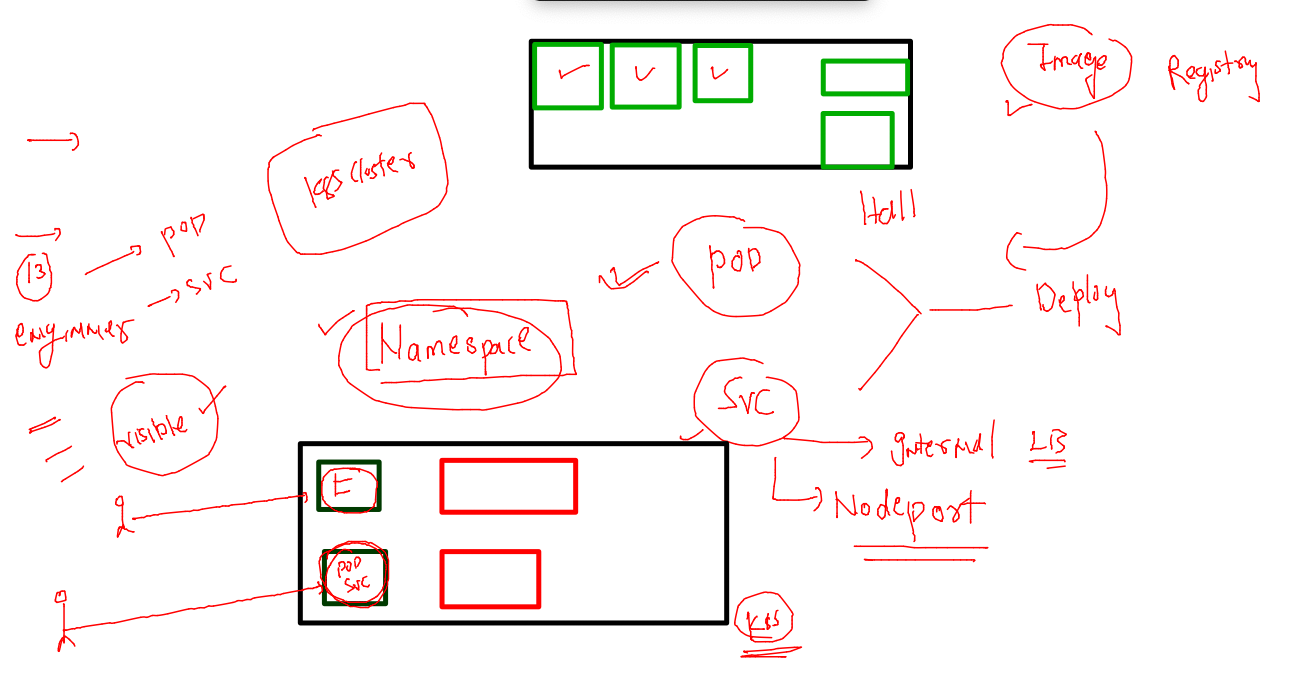 Image
Registry
K8S Cluster
Hall
POD
SVC
13
enginner
POD
Deploy
Namespace
SVC
Internal LB
Nodeport
visible
E
POD
SVC
K8S